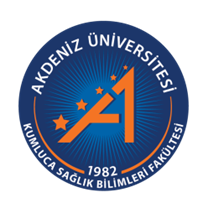 AKDENİZ ÜNİVERSİTESİ
1982
KUMLUCA SAĞLIK BİLİMLERİ FAKÜLTESİ